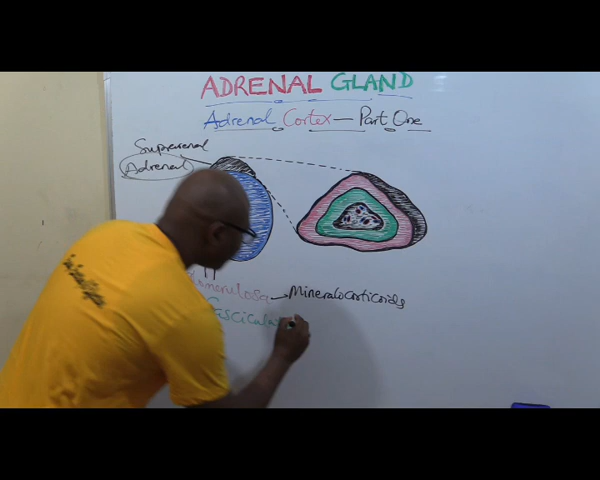 ADRENAL GLAND
Adrenal Cortex — Part One
Suprarenal
Adrenal
Mineralocorticoids